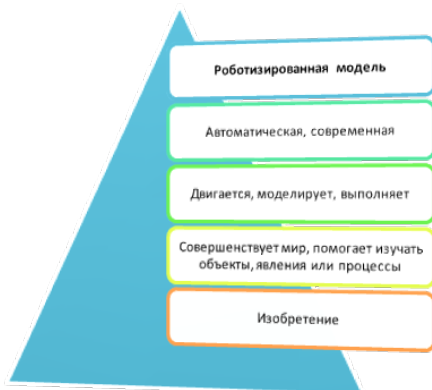 Роботизированная модель
Автоматическая, современная
Двигается, моделирует, выполняет
Совершенствует мир, помогает изучать
объекты, явления или процессы
Изобретение